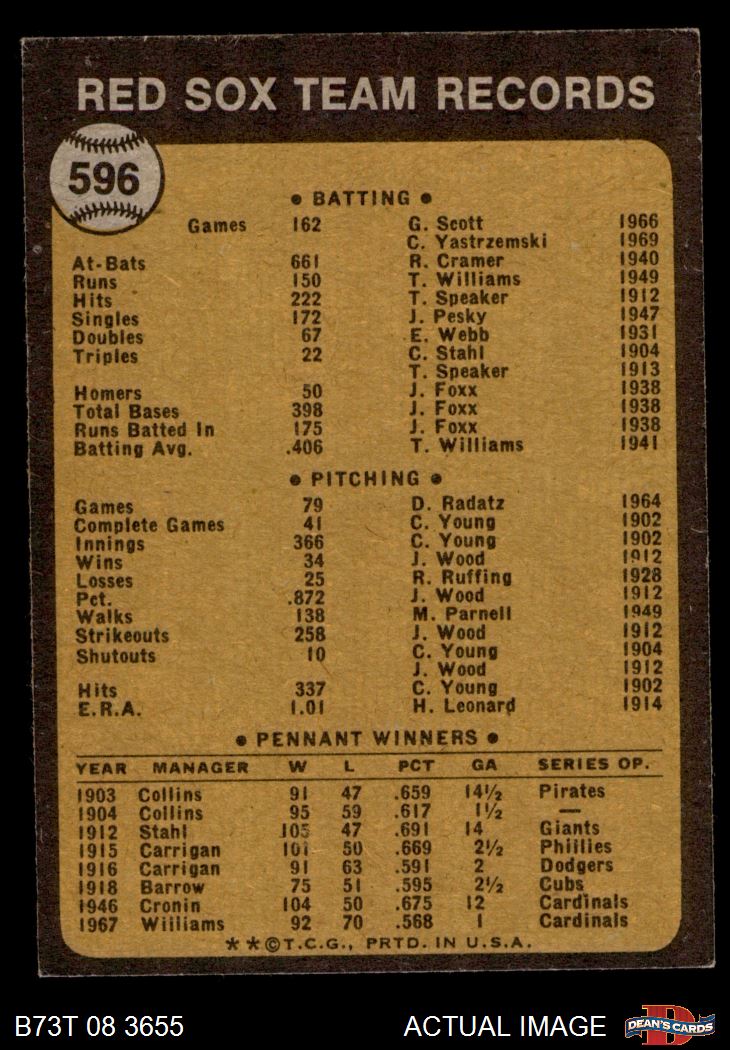 RED SOX TEAM RECORDS
596
● BATTING ●
Games 162 G. Scott 1966
C. Yastrzemski 1969
At-Bats 661 R. Cramer 1940
Runs 150 T. Williams 1949
Hits 222 T. Speaker 1912
Singles 172 J. Pesky 1947
Doubles 67 E. Webb 1931
Triples 22 C. Stahl 1904
T. Speaker 1913
Homers 50 J. Foxx 1938
Total Bases 398 J. Foxx 1938
Runs Batted In 175 J. Foxx 1938
Batting Avg. .406 T. Williams 1941
● PITCHING ●
Games 79 D. Radatz 1964
Complete Games 41 C. Young 1902
Innings 366 C. Young 1902
Wins 34 J. Wood 1912
Losses 25 R. Ruffing 1928
Pct. .872 J. Wood 1912
Walks 138 M. Parnell 1949
Strikeouts 258 J. Wood 1912
Shutouts 10 C. Young 1904
J. Wood 1912
Hits 337 C. Young 1902
E.R.A. 1.01 H. Leonard 1914
● PENNANT WINNERS ●
YEAR MANAGER W L PCT GA SERIES OP.
1903 Collins 91 47 .659 14½ Pirates
1904 Collins 95 59 .617 1½ —
1912 Stahl 105 47 .691 14 Giants
1915 Carrigan 101 50 .669 2½ Phillies
1916 Carrigan 91 63 .591 2 Dodgers
1918 Barrow 75 51 .595 2½ Cubs
1946 Cronin 104 50 .675 12 Cardinals
1967 Williams 92 70 .568 1 Cardinals
★★©T.C.G., PRTD. IN U.S.A.
B73T 08 3655 ACTUAL IMAGE DEAN'S CARDS